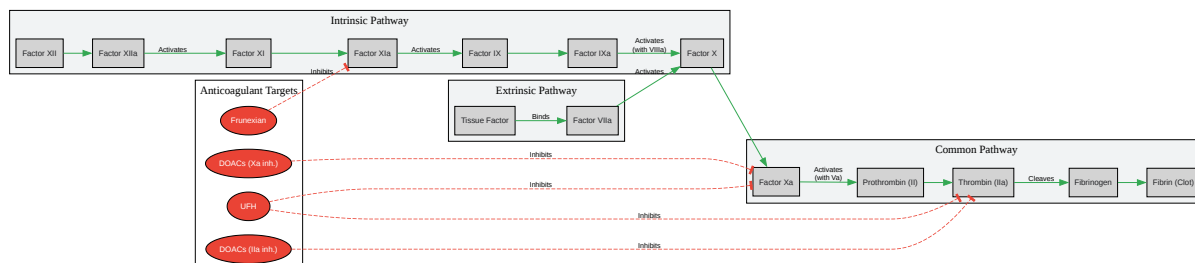 Intrinsic Pathway
Factor XII
Factor XIIa
Activates
Factor XI
Factor XIa
Activates
Factor IX
Factor IXa
Activates
(with VIIIa)
Factor X
Inhibits
Activates
Anticoagulant Targets
Frunexian
DOACs (Xa inh.)
UFH
DOACs (IIa inh.)
Extrinsic Pathway
Tissue Factor
Binds
Factor VIIa
Inhibits
Inhibits
Inhibits
Inhibits
Common Pathway
Factor Xa
Activates
(with Va)
Prothrombin (II)
Thrombin (IIa)
Cleaves
Fibrinogen
Fibrin (Clot)